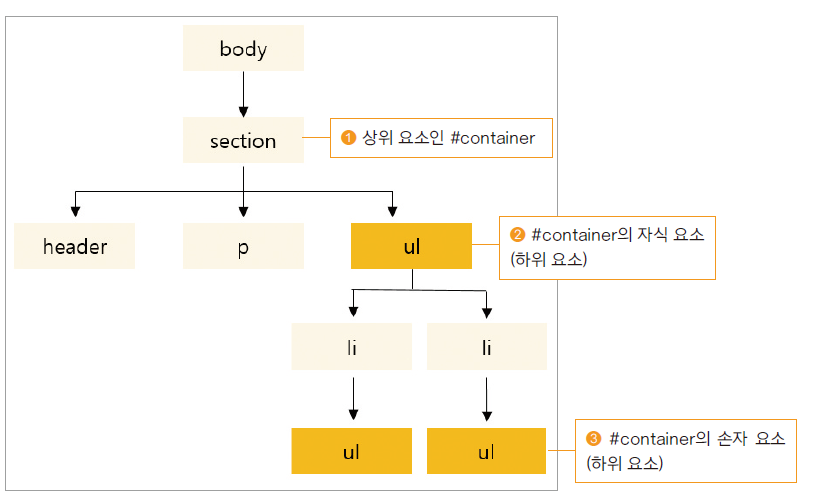 body
section
❶ 상위 요소인 #container
header
p
ul
❷ #container의 자식 요소
(하위 요소)
li
li
ul
ul
❸ #container의 손자 요소
(하위 요소)